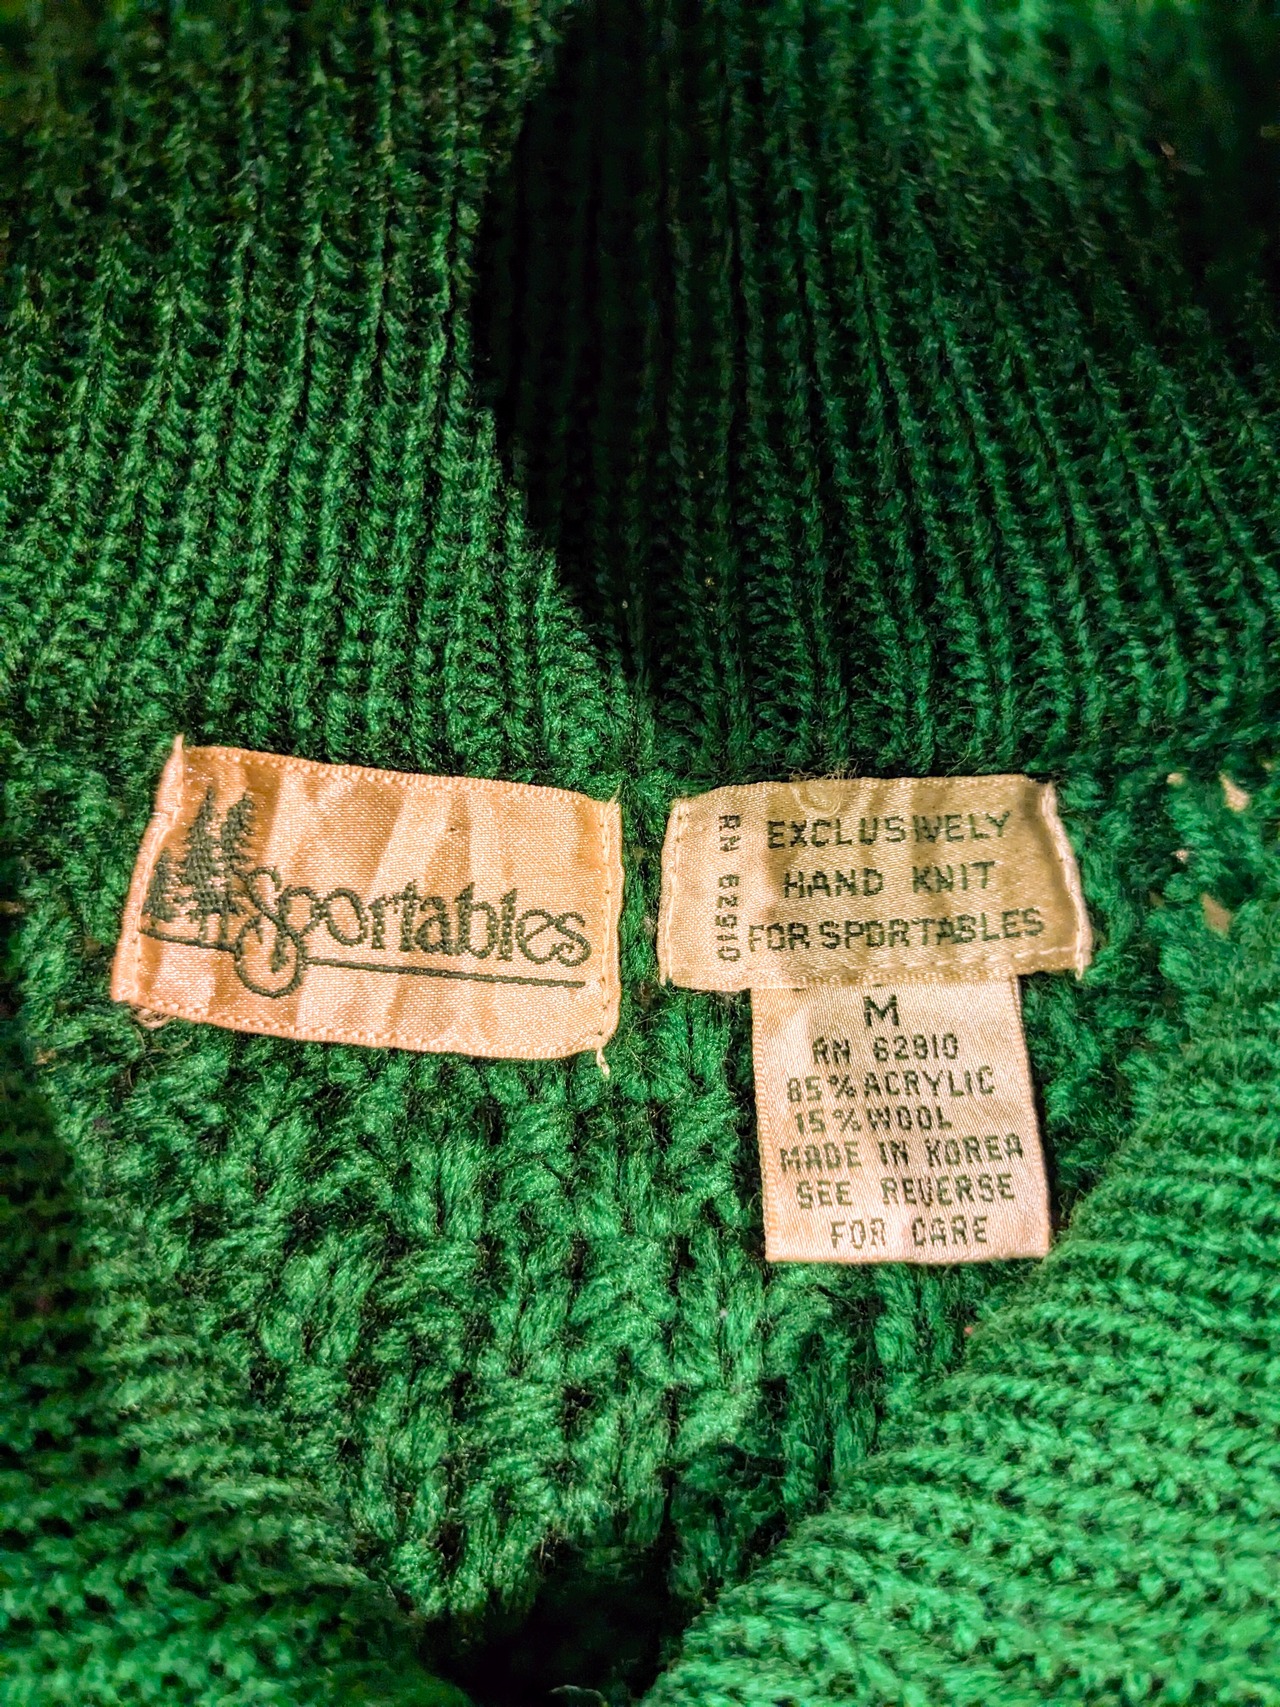 Sportables
RN 62910
EXCLUSIVELY
HAND KNIT
FOR SPORTABLES
M
RN 62910
85% ACRYLIC
15% WOOL
MADE IN KOREA
SEE REVERSE
FOR CARE